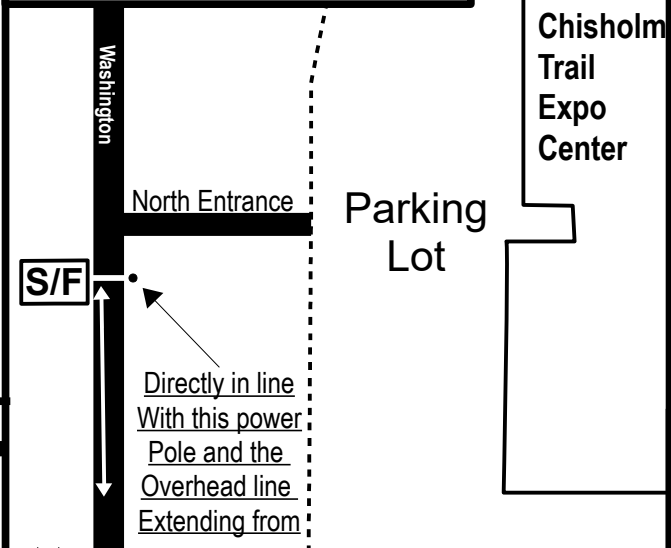 Chisholm
Trail
Expo
Center
Washington
North Entrance
Parking
Lot
S/F
Directly in line
With this power
Pole and the
Overhead line
Extending from